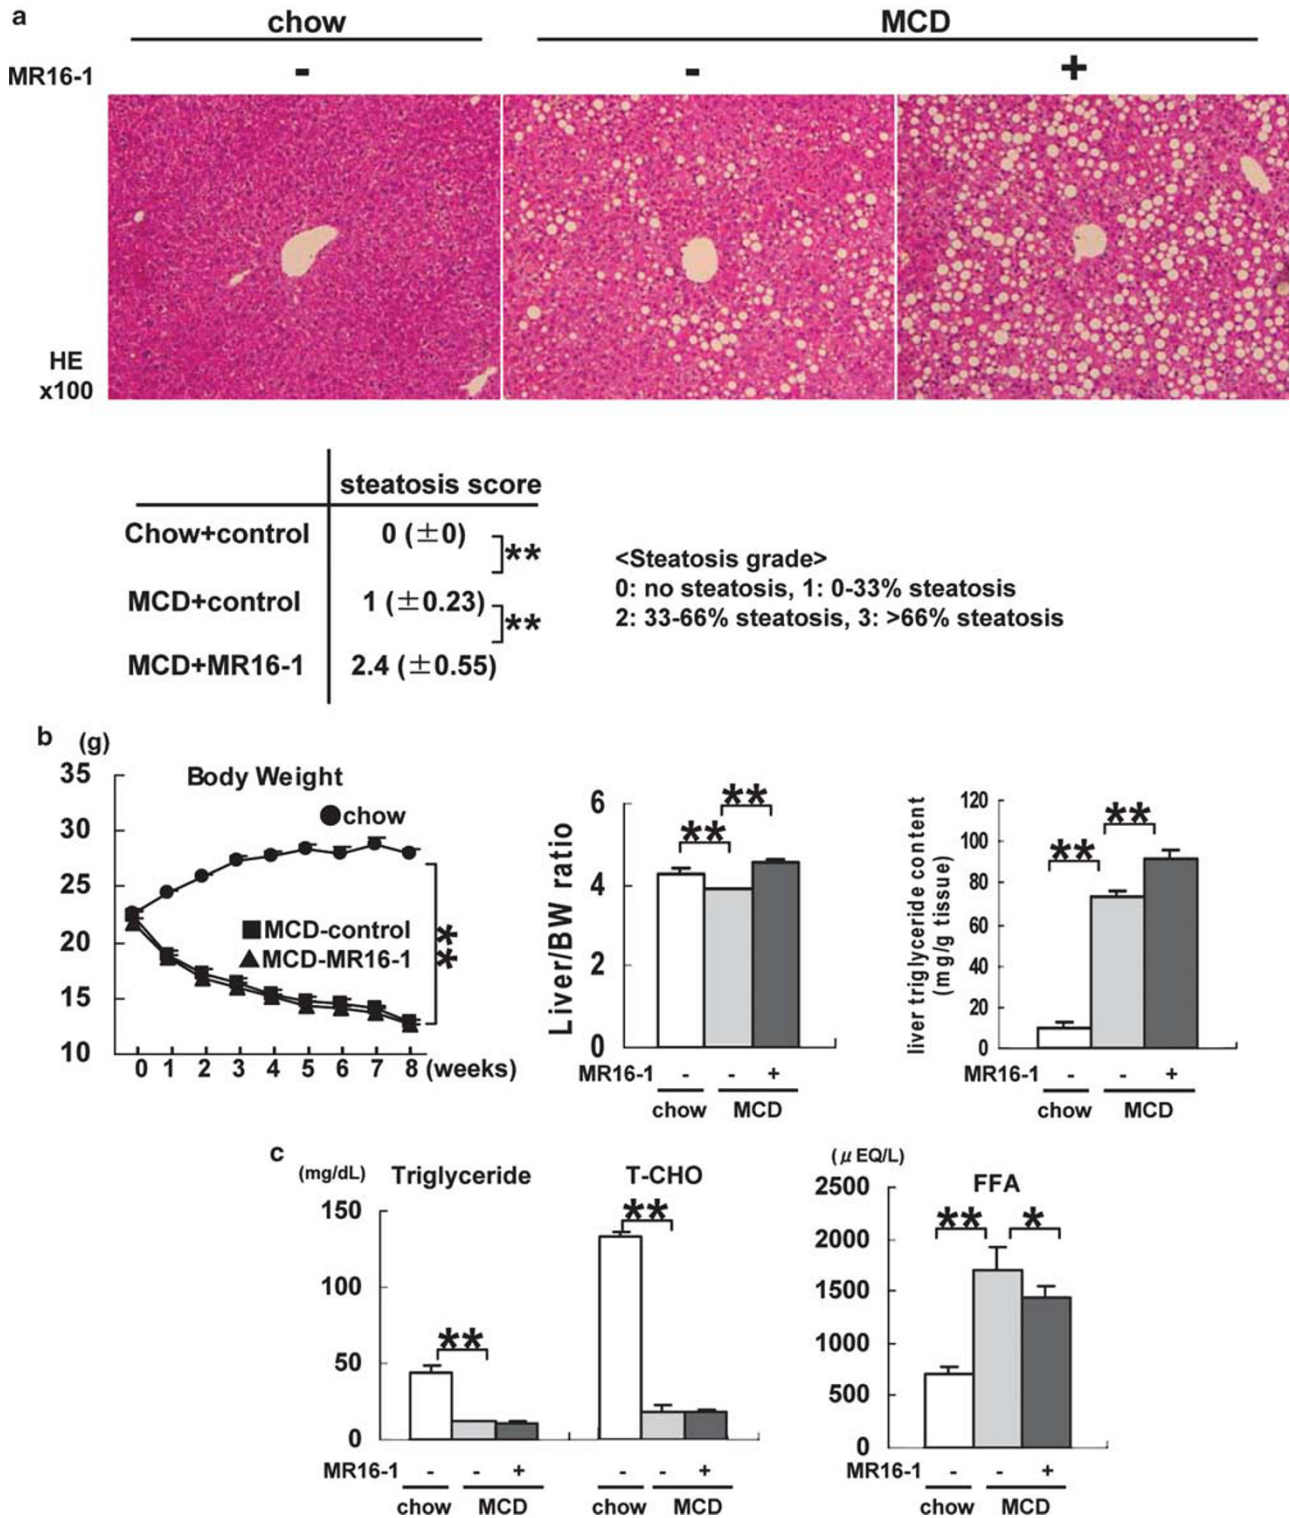 a
chow MCD
MR16-1 - - +
HE
x100
steatosis score
Chow+control 0 (±0)
**
MCD+control 1 (±0.23)
**
MCD+MR16-1 2.4 (±0.55)
<Steatosis grade>
0: no steatosis, 1: 0-33% steatosis
2: 33-66% steatosis, 3: >66% steatosis
b
(g)
Body Weight
35
30
25
20
15
10
chow
MCD-control
MCD-MR16-1
**
0 1 2 3 4 5 6 7 8 (weeks)
Liver/BW ratio
6
4
2
0
** **
MR16-1 - - +
chow MCD
liver triglyceride content
(mg/g tissue)
120
100
80
60
40
20
0
** **
MR16-1 - - +
chow MCD
c
(mg/dL)
Triglyceride T-CHO
150
100
50
0
** **
MR16-1 - - + - - +
chow MCD chow MCD
(μ EQ/L)
FFA
2500
2000
1500
1000
500
0
** *
MR16-1 - - +
chow MCD